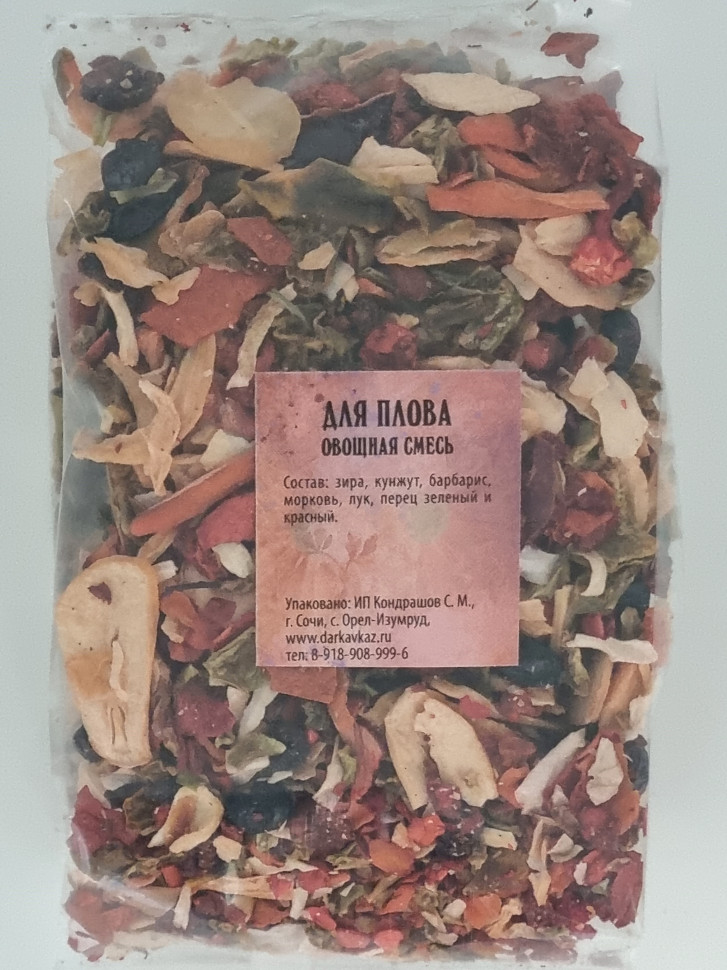 ДЛЯ ПЛОВА
ОВОЩНАЯ СМЕСЬ
Состав: зира, кунжут, барбарис,
морковь, лук, перец зеленый и
красный.
Упаковано: ИП Кондрашов С. М.,
г. Сочи, с. Орел-Изумруд,
www.darkavkaz.ru
тел. 8-918-908-999-6